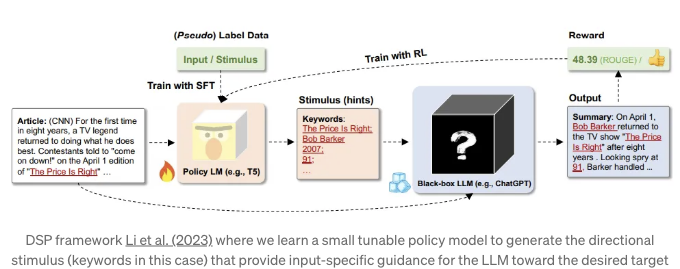 (Pseudo) Label Data
Input / Stimulus
Train with SFT
Train with RL
Reward
48.39 (ROUGE) /
Article: (CNN) For the first time
in eight years, a TV legend
returned to doing what he does
best. Contestants told to "come
on down!" on the April 1 edition
of "The Price Is Right" ...
Policy LM (e.g., T5)
Stimulus (hints)
Keywords:
The Price Is Right;
Bob Barker
2007;
91;
...
?
Black-box LLM (e.g., ChatGPT)
Output
Summary: On April 1,
Bob Barker returned to
the TV show "The Price
Is Right" after eight
years . Looking spry at
91, Barker handled ...
DSP framework Li et al. (2023) where we learn a small tunable policy model to generate the directional
stimulus (keywords in this case) that provide input-specific guidance for the LLM toward the desired target